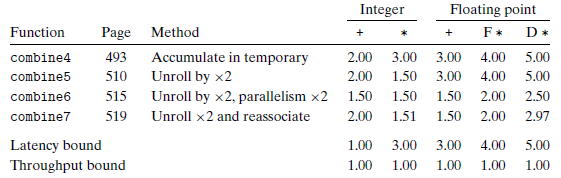 Integer Floating point
Function Page Method + * + F * D *
combine4 493 Accumulate in temporary 2.00 3.00 3.00 4.00 5.00
combine5 510 Unroll by ×2 2.00 1.50 3.00 4.00 5.00
combine6 515 Unroll by ×2, parallelism ×2 1.50 1.50 1.50 2.00 2.50
combine7 519 Unroll ×2 and reassociate 2.00 1.51 1.50 2.00 2.97
Latency bound 1.00 3.00 3.00 4.00 5.00
Throughput bound 1.00 1.00 1.00 1.00 1.00